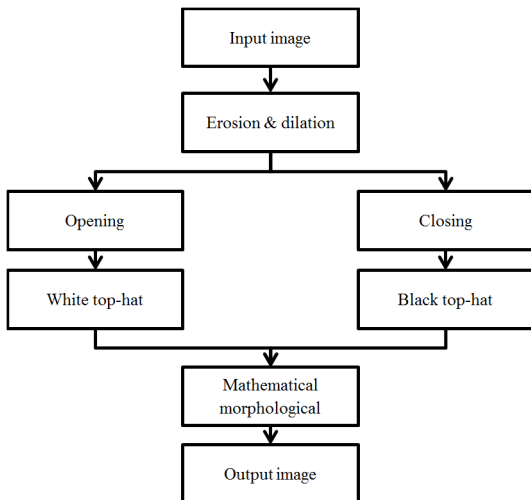 Input image
Erosion & dilation
Opening
Closing
White top-hat
Black top-hat
Mathematical
morphological
Output image